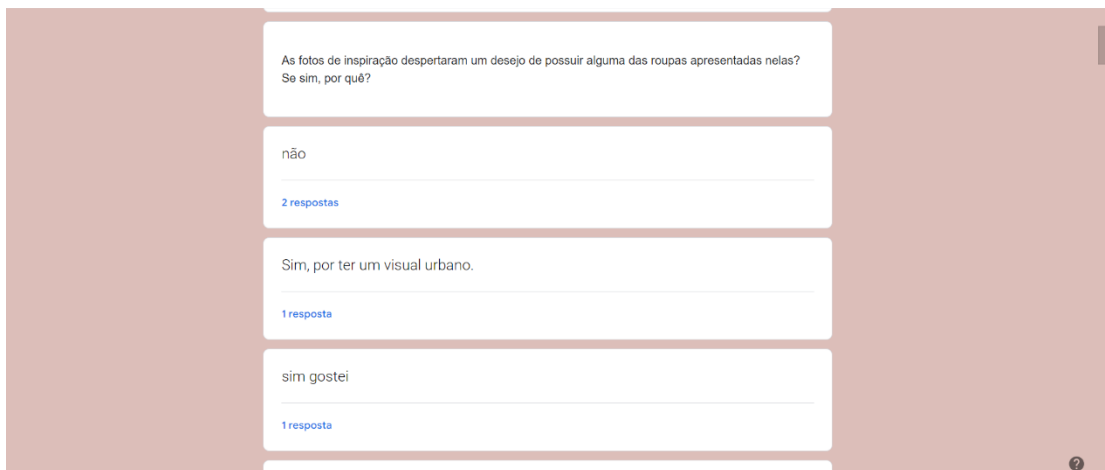 As fotos de inspiração despertaram um desejo de possuir alguma das roupas apresentadas nelas?
Se sim, por quê?
não
2 respostas
Sim, por ter um visual urbano.
1 resposta
sim gostei
1 resposta